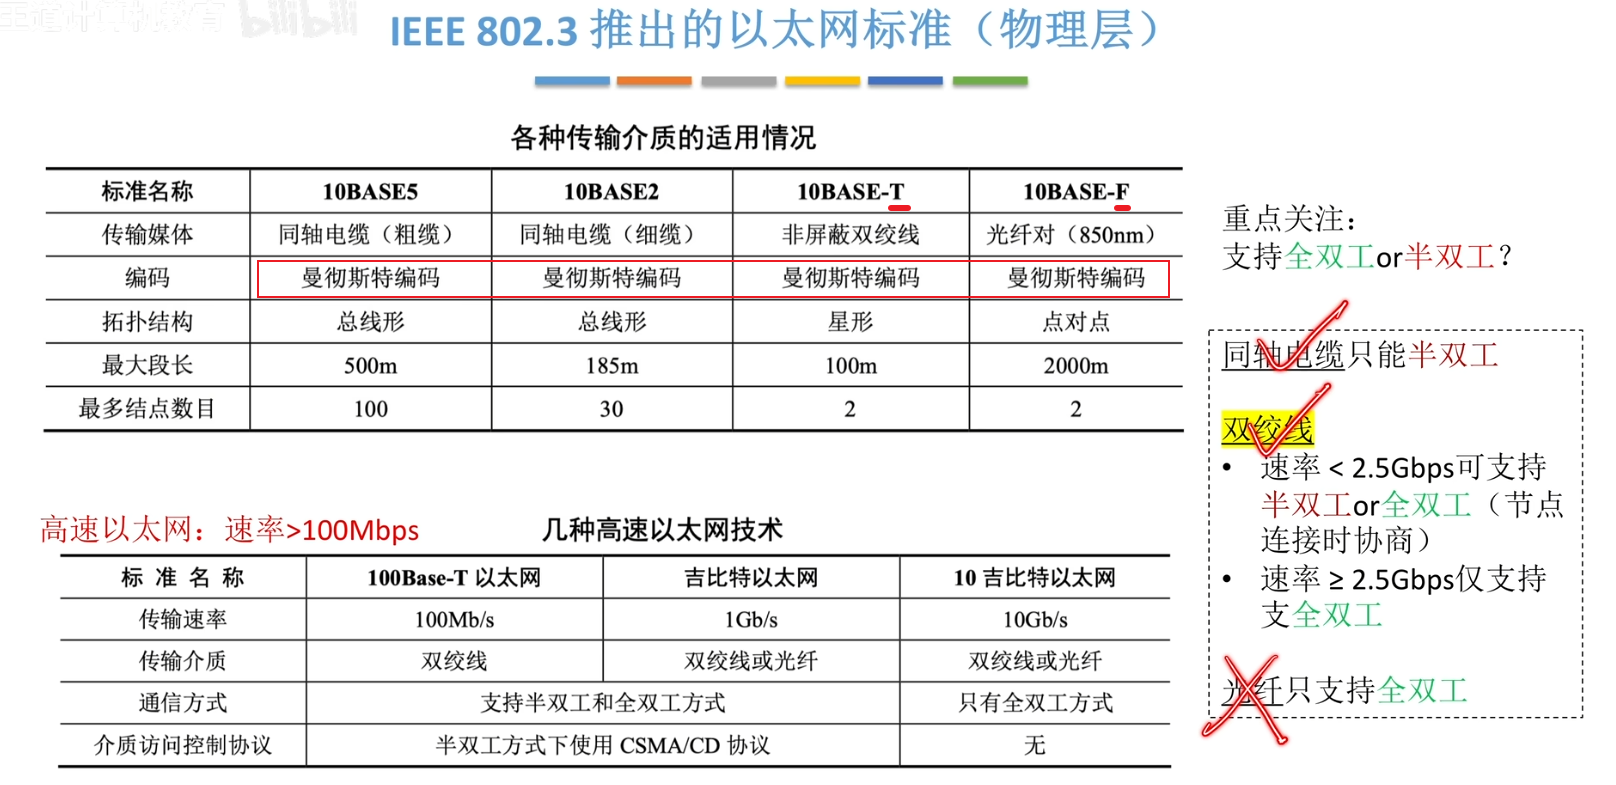 王道计算机教育 bilibili
IEEE 802.3 推出的以太网标准（物理层）
各种传输介质的适用情况
标准名称 10BASE5 10BASE2 10BASE-T 10BASE-F
传输媒体 同轴电缆（粗缆） 同轴电缆（细缆） 非屏蔽双绞线 光纤对（850nm）
编码 曼彻斯特编码 曼彻斯特编码 曼彻斯特编码 曼彻斯特编码
拓扑结构 总线形 总线形 星形 点对点
最大段长 500m 185m 100m 2000m
最多结点数目 100 30 2 2
高速以太网：速率>100Mbps
几种高速以太网技术
标准名称 100Base-T 以太网 吉比特以太网 10 吉比特以太网
传输速率 100Mb/s 1Gb/s 10Gb/s
传输介质 双绞线 双绞线或光纤 双绞线或光纤
通信方式 支持半双工和全双工方式 只有全双工方式
介质访问控制协议 半双工方式下使用 CSMA/CD 协议 无
重点关注：
支持全双工or半双工？
同轴电缆只能半双工
双绞线
• 速率 < 2.5Gbps可支持
半双工or全双工（节点
连接时协商）
• 速率 ≥ 2.5Gbps仅支持
支全双工
光纤只支持全双工